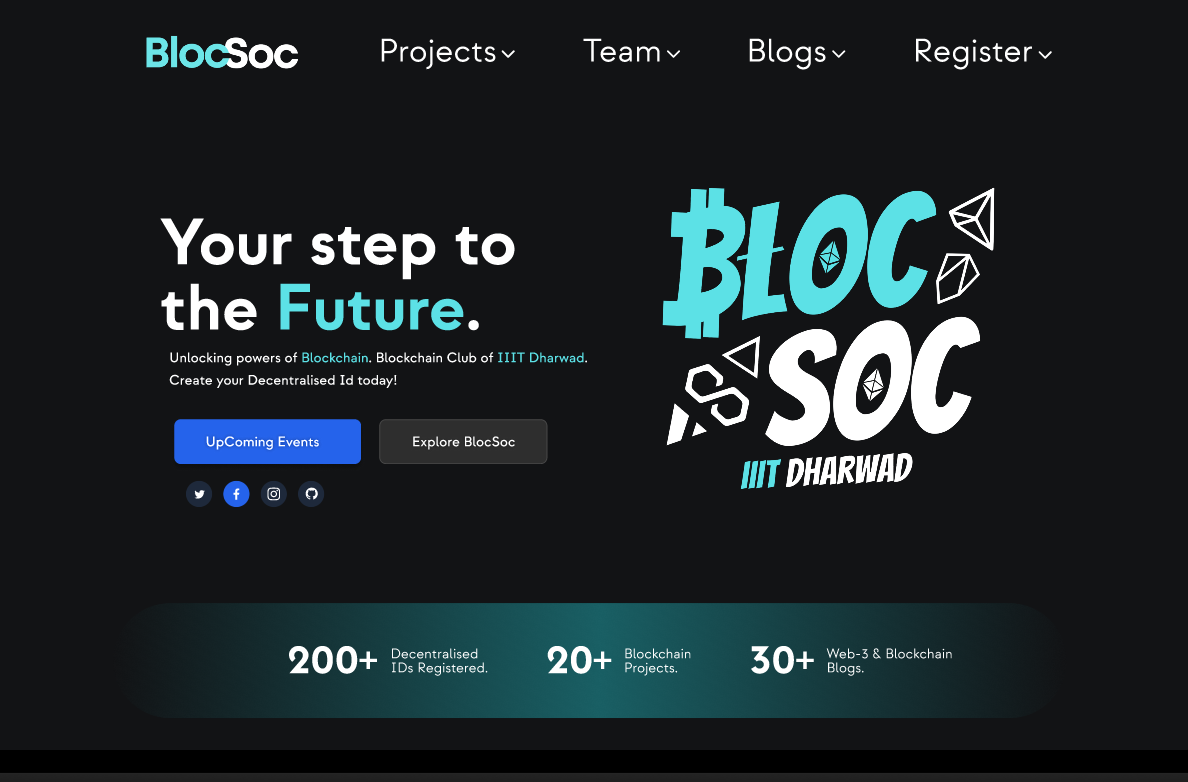 BlocSoc
Projects
Team
Blogs
Register
Your step to
the Future.
Unlocking powers of Blockchain. Blockchain Club of IIIT Dharwad.
Create your Decentralised Id today!
UpComing Events
Explore BlocSoc
BLOC
SOC
IIIT DHARWAD
200+
Decentralised
IDs Registered.
20+
Blockchain
Projects.
30+
Web-3 & Blockchain
Blogs.